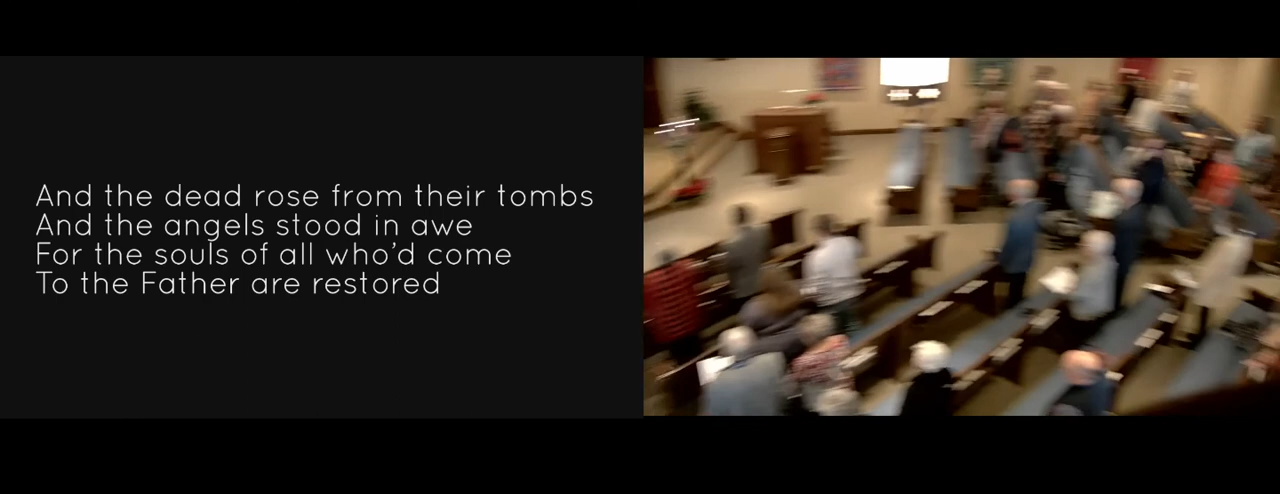 And the dead rose from their tombs
And the angels stood in awe
For the souls of all who'd come
To the Father are restored